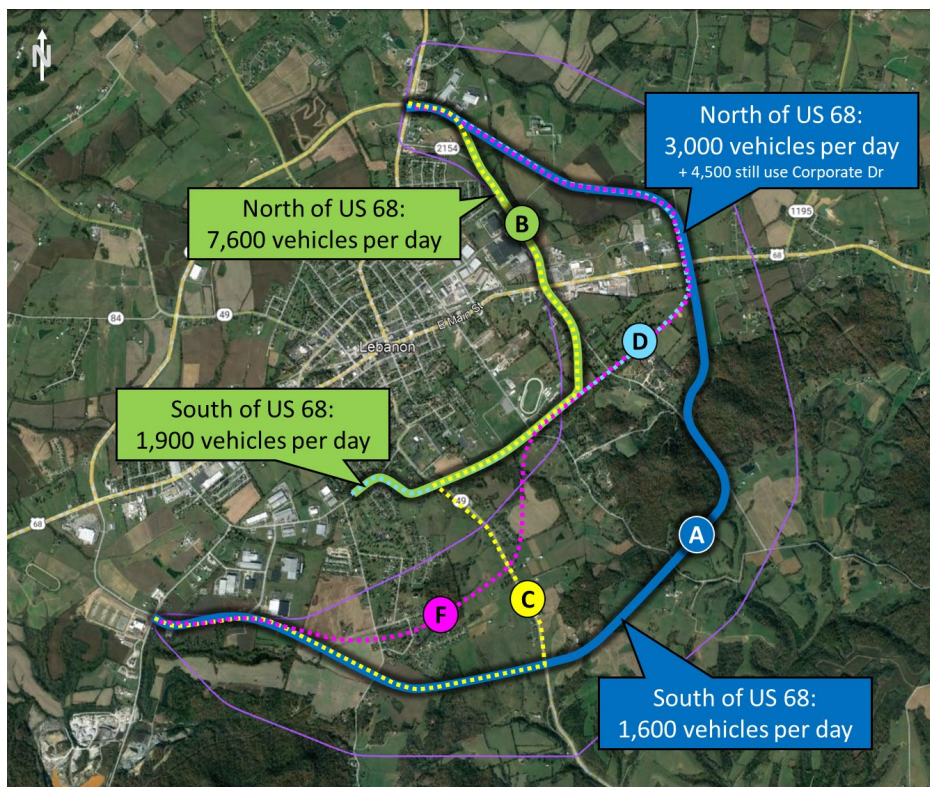 N
North of US 68:
3,000 vehicles per day
+ 4,500 still use Corporate Dr
2154
North of US 68:
7,600 vehicles per day
B
1195
68
84
49
E Main St
Lebanon
D
South of US 68:
1,900 vehicles per day
49
68
A
F
C
South of US 68:
1,600 vehicles per day